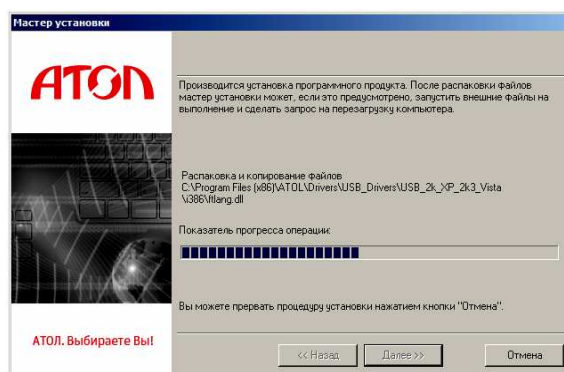 Мастер установки
АТОЛ
Производится установка программного продукта. После распаковки файлов
мастер установки может, если это предусмотрено, запустить внешние файлы на
выполнение и сделать запрос на перезагрузку компьютера.
Распаковка и копирование файлов
C:\Program Files (x86)\ATOL\Drivers\USB_Drivers\USB_2k_XP_2k3_Vista
\i386\ftlang.dll
Показатель прогресса операции:
Вы можете прервать процедуру установки нажатием кнопки "Отмена".
АТОЛ. Выбираете Вы!
<< Назад
Далее >>
Отмена